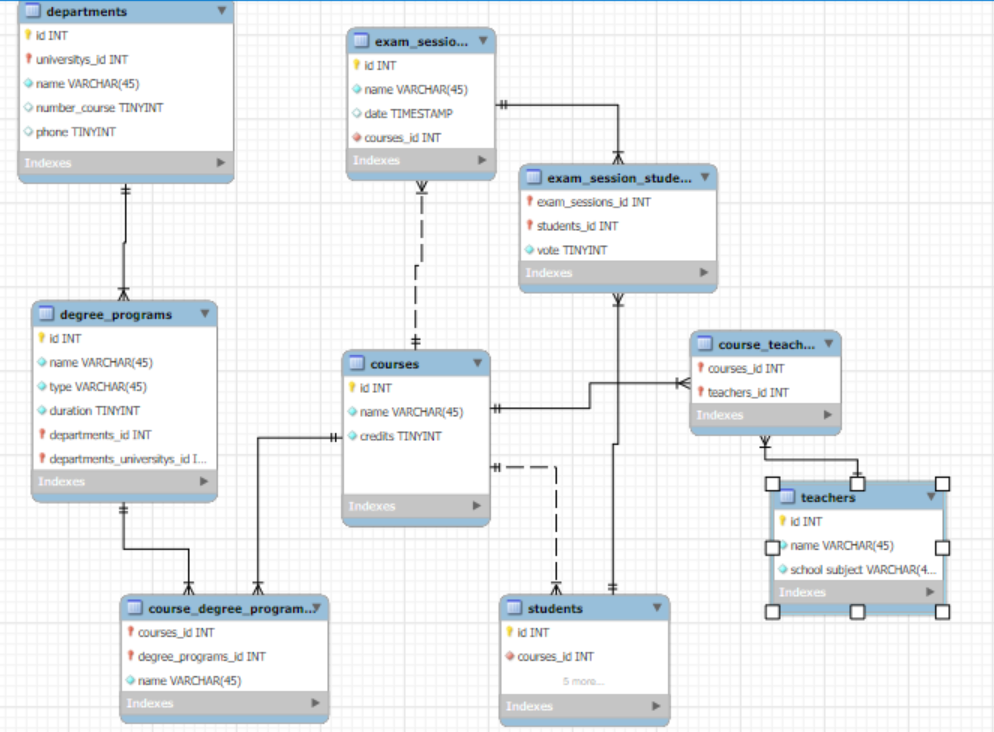 departments
id INT
universitys_id INT
name VARCHAR(45)
number_course TINYINT
phone TINYINT
Indexes
exam_sessio...
id INT
name VARCHAR(45)
date TIMESTAMP
courses_id INT
Indexes
exam_session_stude...
exam_sessions_id INT
students_id INT
vote TINYINT
Indexes
degree_programs
id INT
name VARCHAR(45)
type VARCHAR(45)
duration TINYINT
departments_id INT
departments_universitys_id I...
Indexes
courses
id INT
name VARCHAR(45)
credits TINYINT
Indexes
course_teach...
courses_id INT
teachers_id INT
Indexes
teachers
id INT
name VARCHAR(45)
school subject VARCHAR(4...
Indexes
course_degree_program...
courses_id INT
degree_programs_id INT
name VARCHAR(45)
Indexes
students
id INT
courses_id INT
5 more...
Indexes